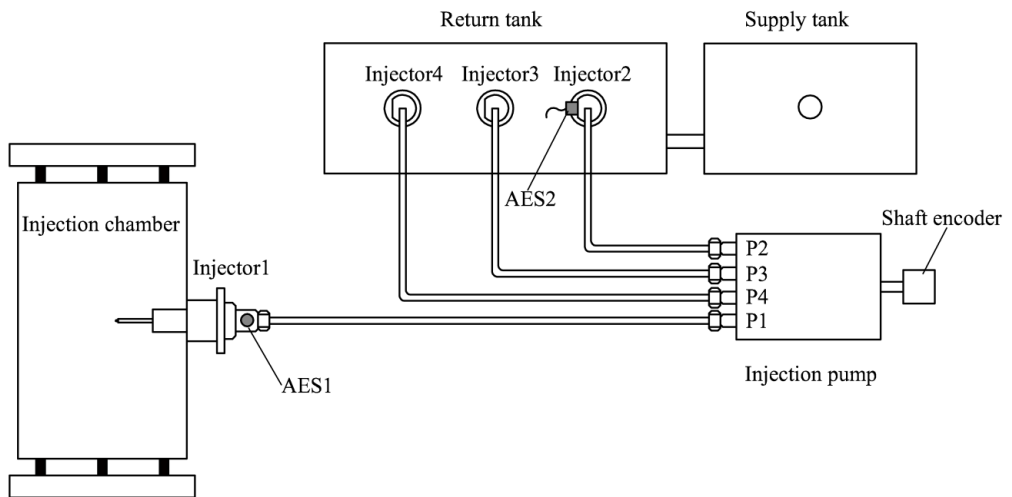 Return tank
Supply tank
Injector4
Injector3
Injector2
AES2
Injection chamber
Injector1
Shaft encoder
P2
P3
P4
P1
AES1
Injection pump